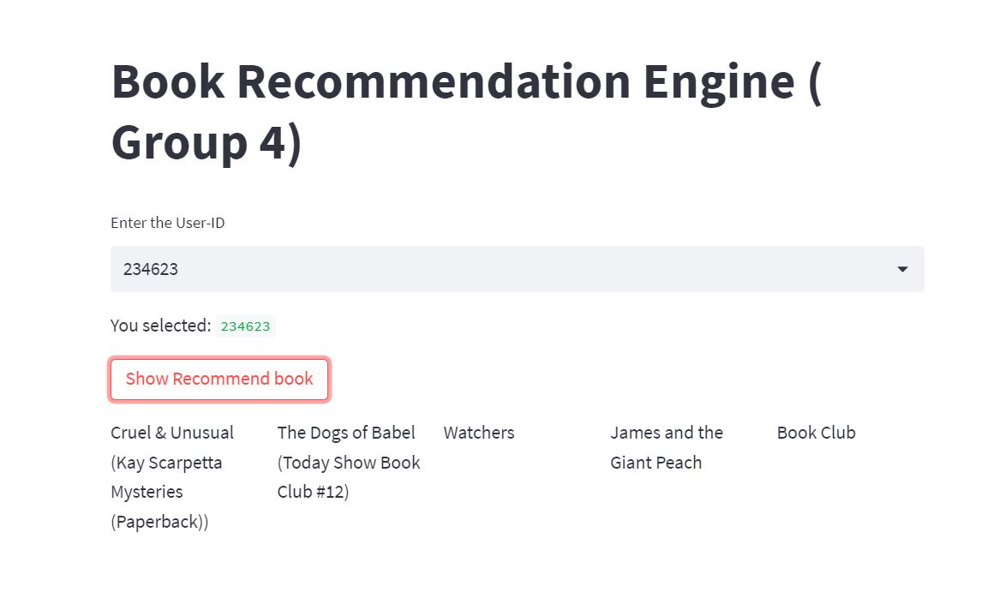 Book Recommendation Engine (
Group 4)
Enter the User-ID
234623
You selected: 234623
Show Recommend book
Cruel & Unusual
(Kay Scarpetta
Mysteries
(Paperback))
The Dogs of Babel
(Today Show Book
Club #12)
Watchers
James and the
Giant Peach
Book Club